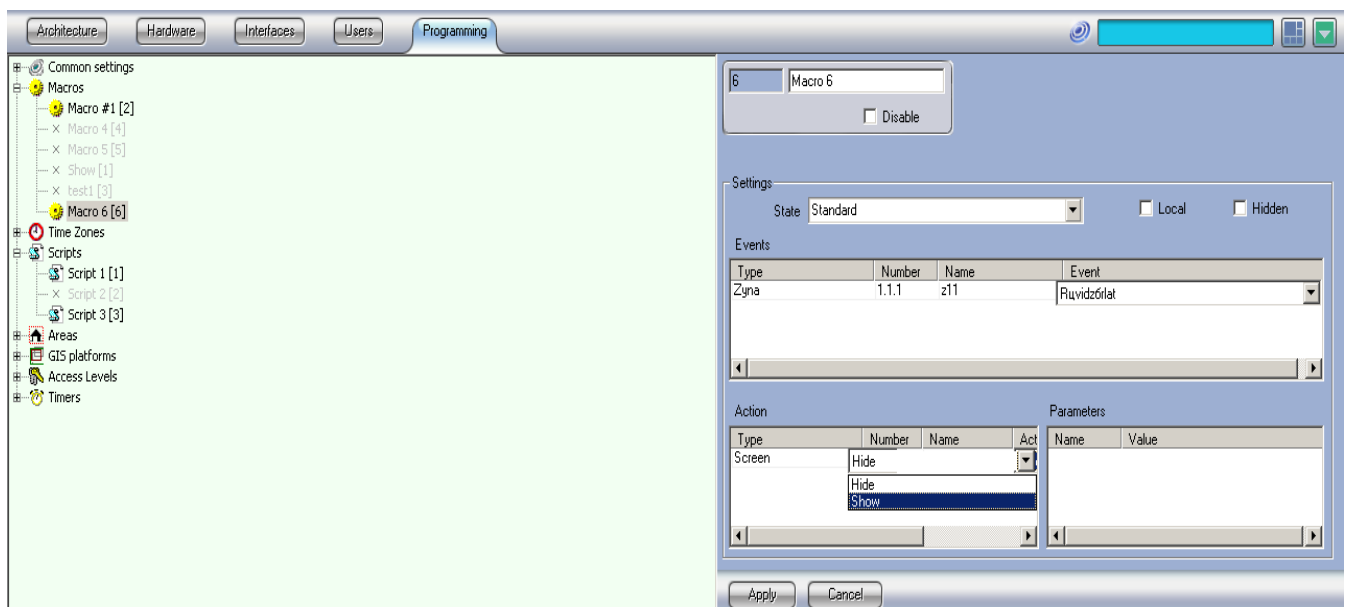 Architecture Hardware Interfaces Users Programming
Common settings
Macros
Macro #1 [2]
Macro 4 [4]
Macro 5 [5]
Show [1]
test1 [3]
Macro 6 [6]
Time Zones
Scripts
Script 1 [1]
Script 2 [2]
Script 3 [3]
Areas
GIS platforms
Access Levels
Timers
6 Macro 6
Disable
Settings
State Standard Local Hidden
Events
Type Number Name Event
Zyna 1.1.1 z11 Rцvidzбrlat
Action Parameters
Type Number Name Act Name Value
Screen Hide
Hide
Show
Apply Cancel